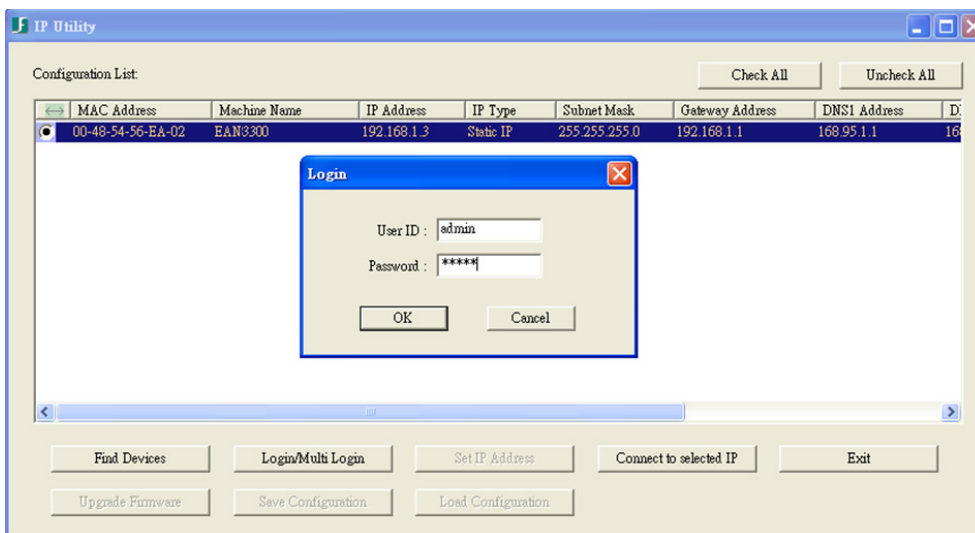 IP Utility
Configuration List:
Check All
Uncheck All
MAC Address Machine Name IP Address IP Type Subnet Mask Gateway Address DNS1 Address D
00-48-54-56-EA-02 EAN3300 192.168.1.3 Static IP 255.255.255.0 192.168.1.1 168.95.1.1 168
Login
User ID : admin
Password : *****
OK
Cancel
Find Devices
Login/Multi Login
Set IP Address
Connect to selected IP
Exit
Upgrade Firmware
Save Configuration
Load Configuration